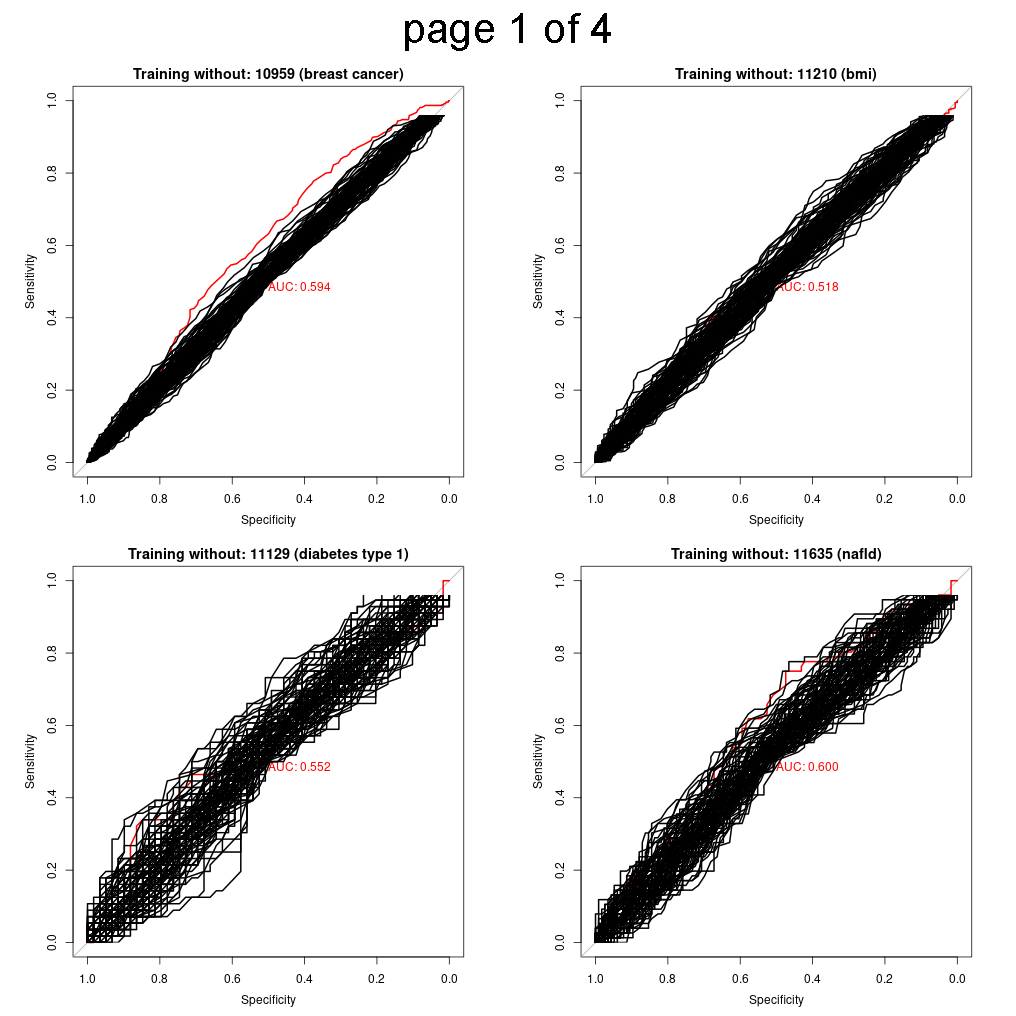 page 1 of 4
Training without: 10959 (breast cancer)
Sensitivity
0.0 0.2 0.4 0.6 0.8 1.0
AUC: 0.594
1.0 0.8 0.6 0.4 0.2 0.0
Specificity
Training without: 11210 (bmi)
Sensitivity
0.0 0.2 0.4 0.6 0.8 1.0
AUC: 0.518
1.0 0.8 0.6 0.4 0.2 0.0
Specificity
Training without: 11129 (diabetes type 1)
Sensitivity
0.0 0.2 0.4 0.6 0.8 1.0
AUC: 0.552
1.0 0.8 0.6 0.4 0.2 0.0
Specificity
Training without: 11635 (nafld)
Sensitivity
0.0 0.2 0.4 0.6 0.8 1.0
AUC: 0.600
1.0 0.8 0.6 0.4 0.2 0.0
Specificity